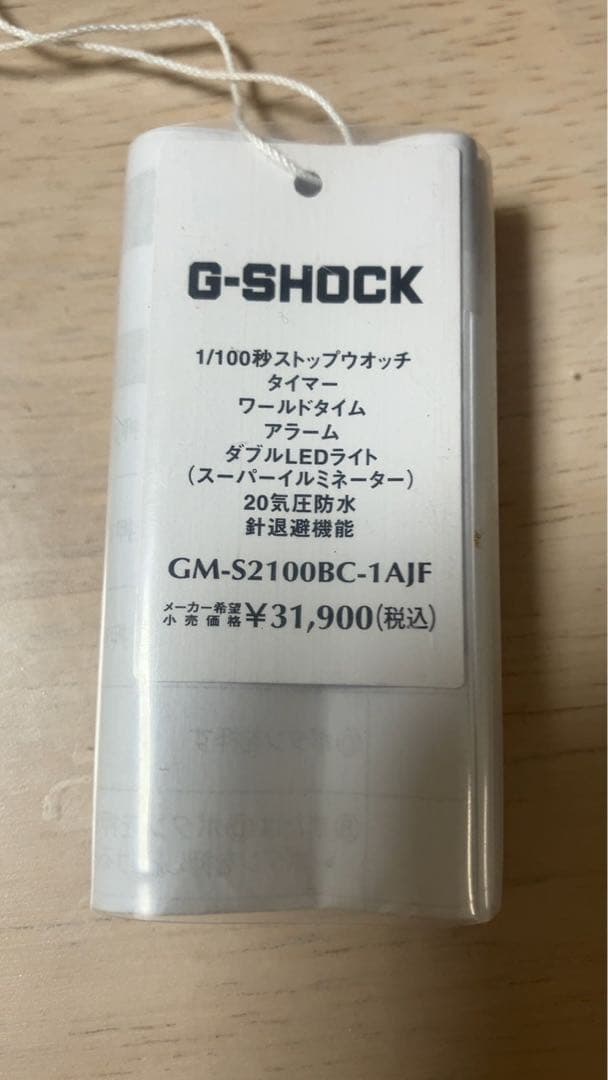 G-SHOCK
1/100秒ストップウオッチ
タイマー
ワールドタイム
アラーム
ダブルLEDライト
（スーパーイルミネーター）
20気圧防水
針退避機能
GM-S2100BC-1AJF
メーカー希望
小売価格 ¥31,900(税込)